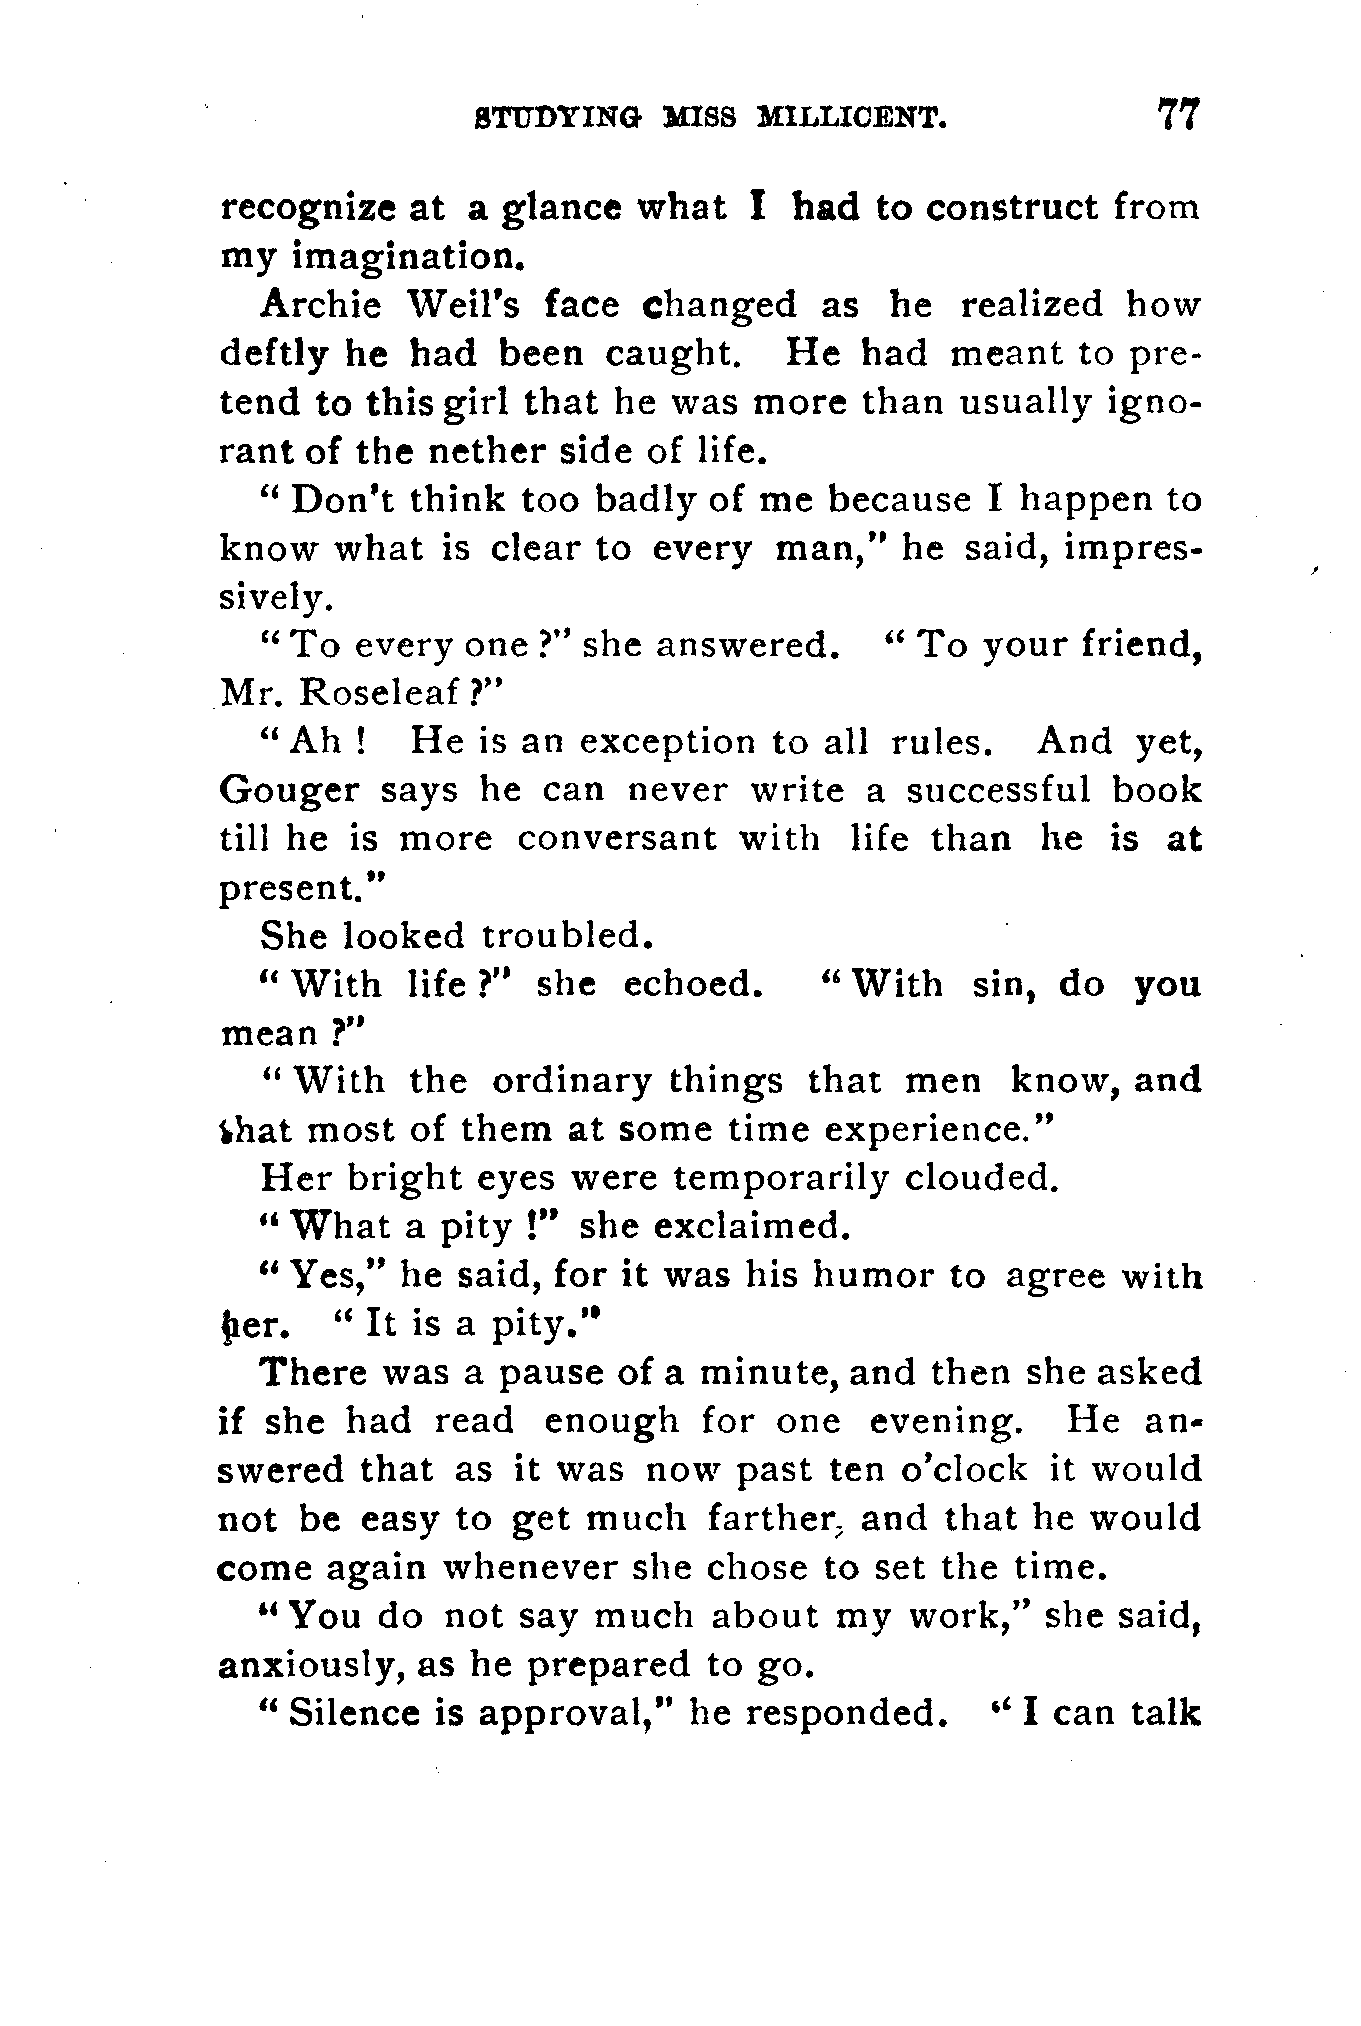 STUDYING MISS MILLICENT. 77
recognize at a glance what I had to construct from
my imagination.
Archie Weil's face changed as he realized how
deftly he had been caught. He had meant to pre-
tend to this girl that he was more than usually igno-
rant of the nether side of life.
“ Don't think too badly of me because I happen to
know what is clear to every man,” he said, impres-
sively.
“ To every one ?” she answered. “ To your friend,
Mr. Roseleaf ?”
“ Ah ! He is an exception to all rules. And yet,
Gouger says he can never write a successful book
till he is more conversant with life than he is at
present.”
She looked troubled.
“ With life ?” she echoed. “ With sin, do you
mean ?”
“ With the ordinary things that men know, and
that most of them at some time experience.”
Her bright eyes were temporarily clouded.
“ What a pity !” she exclaimed.
“ Yes,” he said, for it was his humor to agree with
her. “ It is a pity.”
There was a pause of a minute, and then she asked
if she had read enough for one evening. He an-
swered that as it was now past ten o'clock it would
not be easy to get much farther, and that he would
come again whenever she chose to set the time.
“ You do not say much about my work,” she said,
anxiously, as he prepared to go.
“ Silence is approval,” he responded. “ I can talk